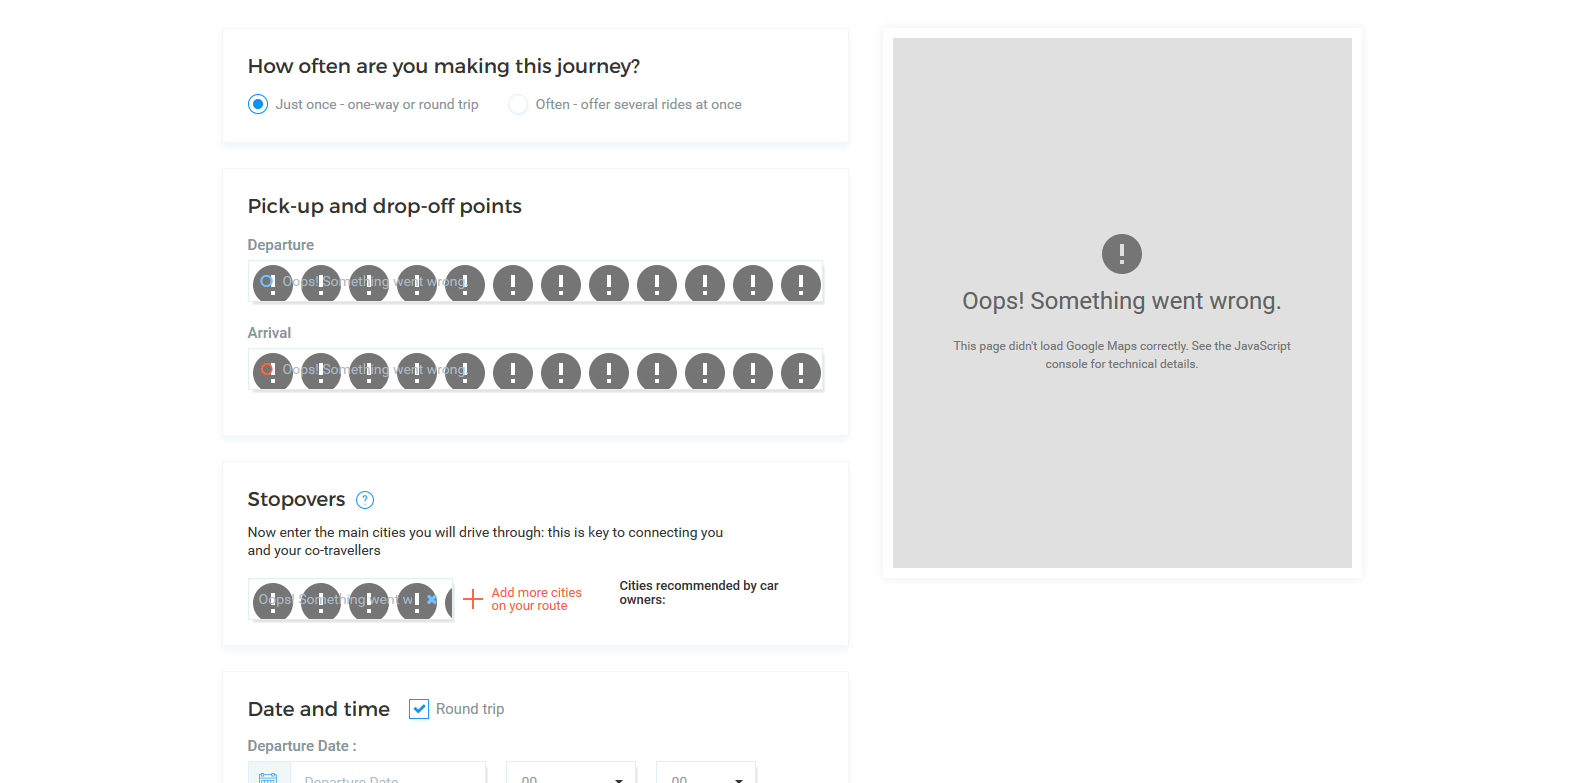 How often are you making this journey?
Just once - one-way or round trip
Often - offer several rides at once
Pick-up and drop-off points
Departure
Oops! Something went wrong.
Arrival
Oops! Something went wrong.
Stopovers ?
Now enter the main cities you will drive through: this is key to connecting you
and your co-travellers
Oops! Something went w
Add more cities
on your route
Cities recommended by car
owners:
Date and time
Round trip
Departure Date :
Departure Date
00
00
Oops! Something went wrong.
This page didn't load Google Maps correctly. See the JavaScript
console for technical details.